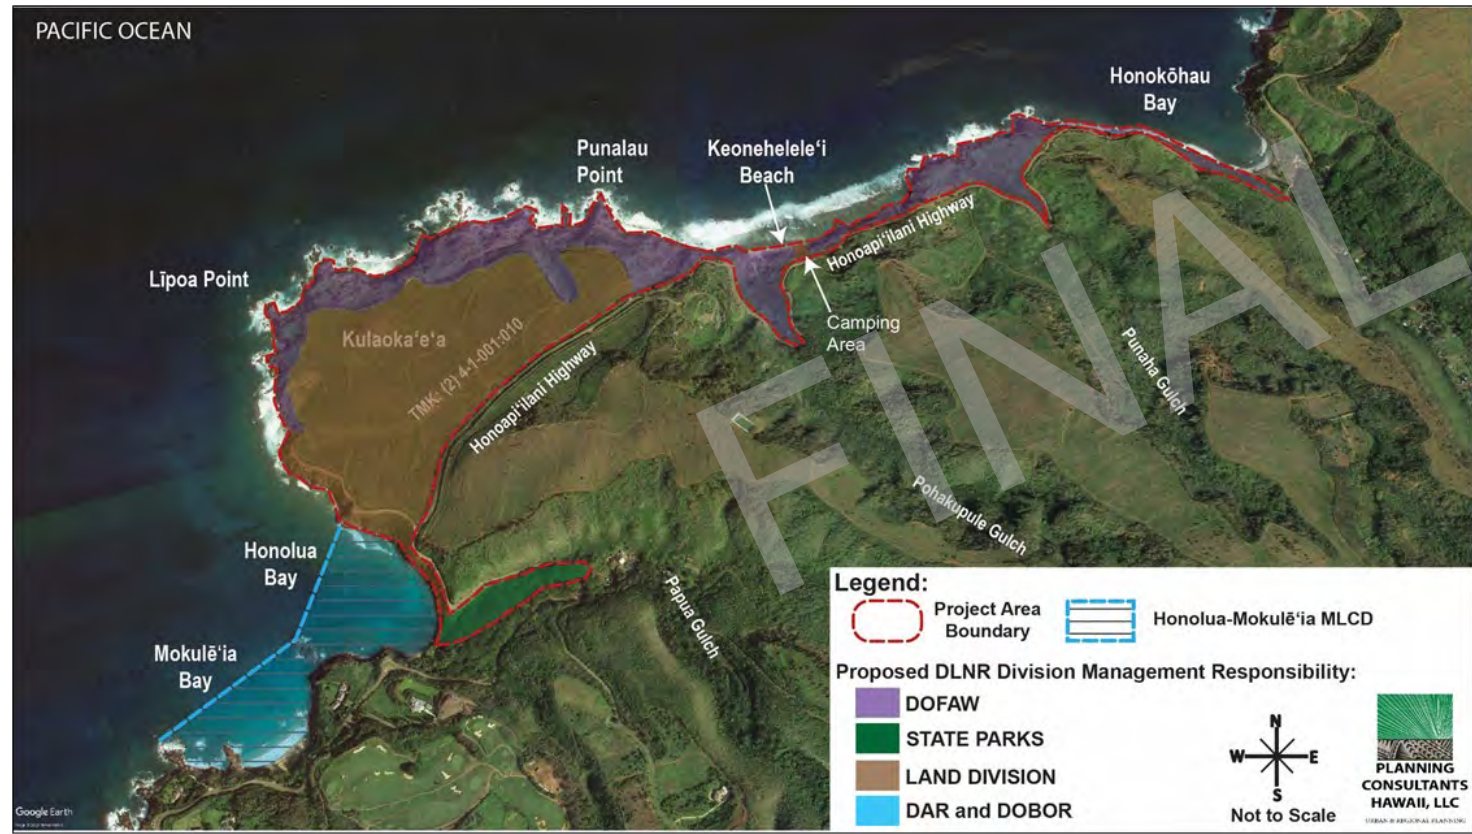 PACIFIC OCEAN
Honokōhau
Bay
Punalau
Point
Keonehelele‘i
Beach
Honoapi‘ilani Highway
Līpoa Point
Camping
Area
Kulaoka‘e‘a
TMK: (2) 4-1-001:010
Honoapi‘ilani Highway
Punaha Gulch
Pohakupule Gulch
Papua Gulch
FINAL
Honolua
Bay
Mokulē‘ia
Bay
Legend:
Project Area
Boundary
Honolua-Mokulē‘ia MLCD
Proposed DLNR Division Management Responsibility:
DOFAW
STATE PARKS
LAND DIVISION
DAR and DOBOR
N
W
E
S
Not to Scale
PLANNING
CONSULTANTS
HAWAII, LLC
URBAN & REGIONAL PLANNING
Google Earth